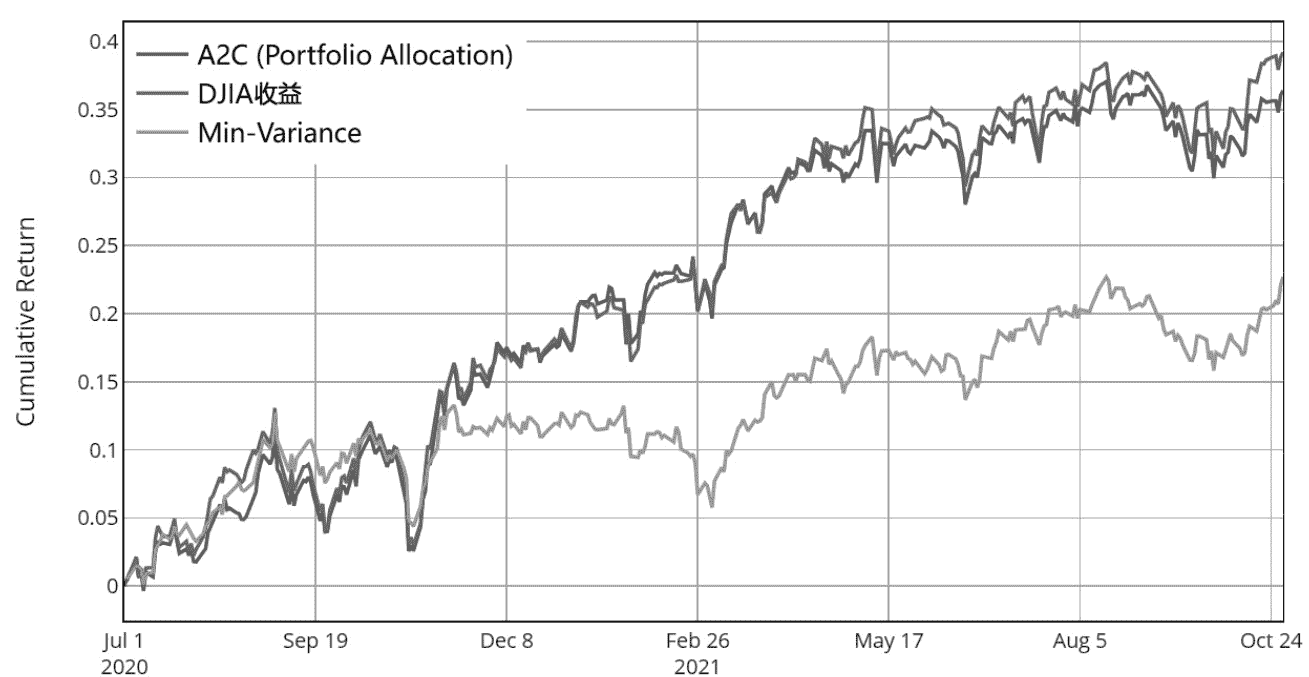 A2C (Portfolio Allocation)
DJIA收益
Min-Variance
Cumulative Return
0.4
0.35
0.3
0.25
0.2
0.15
0.1
0.05
0
Jul 1
2020
Sep 19
Dec 8
Feb 26
2021
May 17
Aug 5
Oct 24